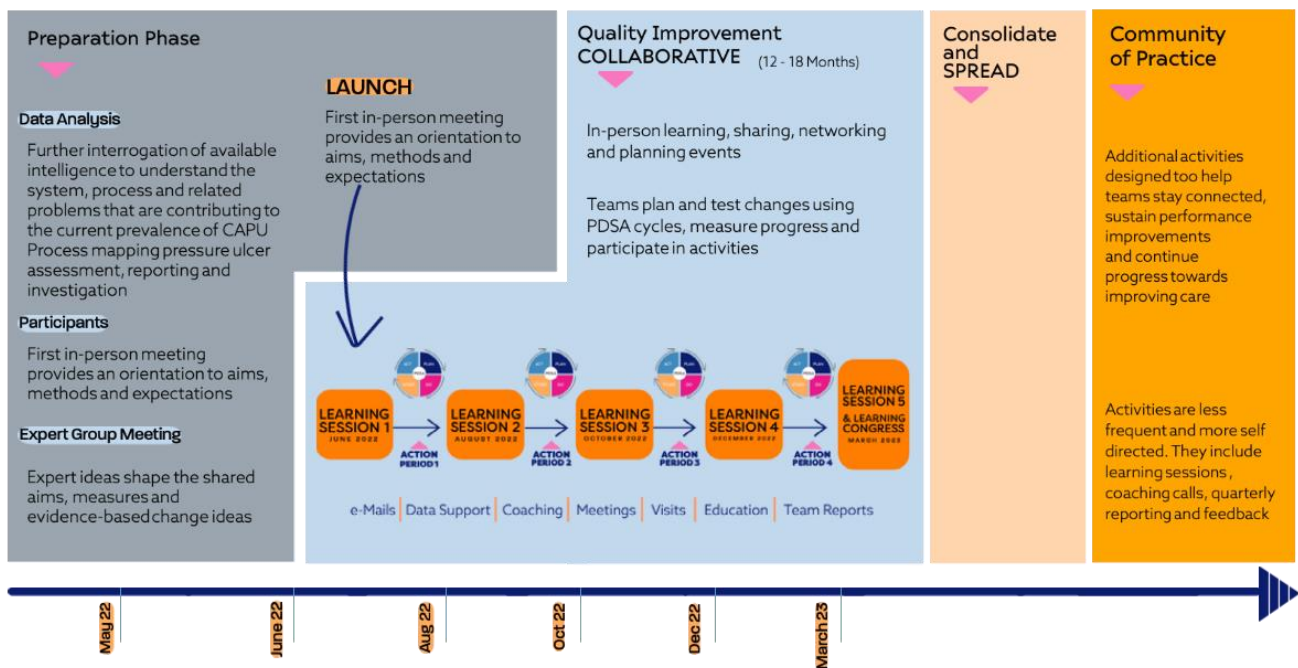 Preparation Phase
Data Analysis
Further interrogation of available
intelligence to understand the
system, process and related
problems that are contributing to
the current prevalence of CAPU
Process mapping pressure ulcer
assessment, reporting and
investigation
Participants
First in-person meeting
provides an orientation to aims,
methods and expectations
Expert Group Meeting
Expert ideas shape the shared
aims, measures and
evidence-based change ideas
LAUNCH
First in-person meeting
provides an orientation to
aims, methods and
expectations
Quality Improvement
COLLABORATIVE (12 - 18 Months)
In-person learning, sharing, networking
and planning events
Teams plan and test changes using
PDSA cycles, measure progress and
participate in activities
LEARNING
SESSION 1
JUNE 2022
ACTION
PERIOD 1
LEARNING
SESSION 2
AUGUST 2022
ACTION
PERIOD 2
LEARNING
SESSION 3
OCTOBER 2022
ACTION
PERIOD 3
LEARNING
SESSION 4
DECEMBER 2022
ACTION
PERIOD 4
LEARNING
SESSION 5
& LEARNING
CONGRESS
MARCH
e-Mails | Data Support | Coaching | Meetings | Visits | Education | Team Reports
Consolidate
and
SPREAD
Community
of Practice
Additional activities
designed too help
teams stay connected,
sustain performance
improvements
and continue
progress towards
improving care
Activities are less
frequent and more self
directed. They include
learning sessions ,
coaching calls, quarterly
reporting and feedback
May 22
June 22
Aug 22
Oct 22
Dec 22
March 23